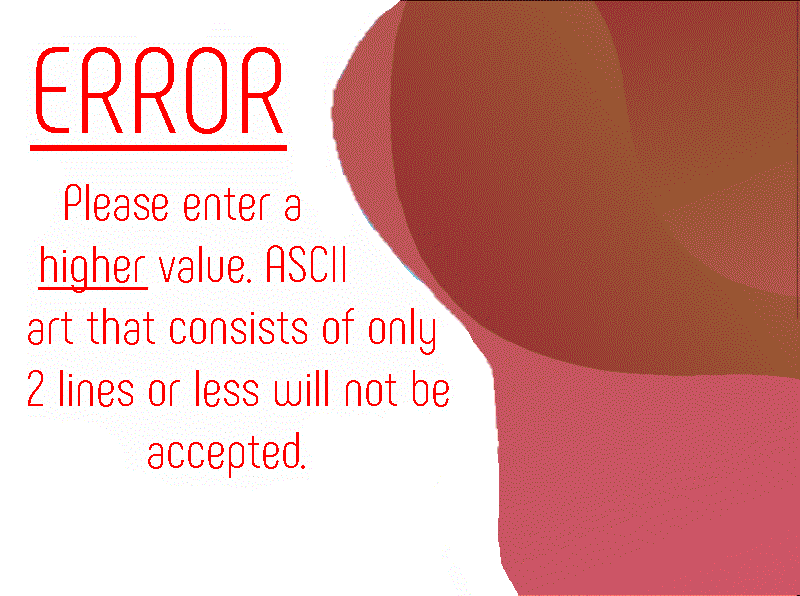 ERROR
Please enter a
higher value. ASCII
art that consists of only
2 lines or less will not be
accepted.